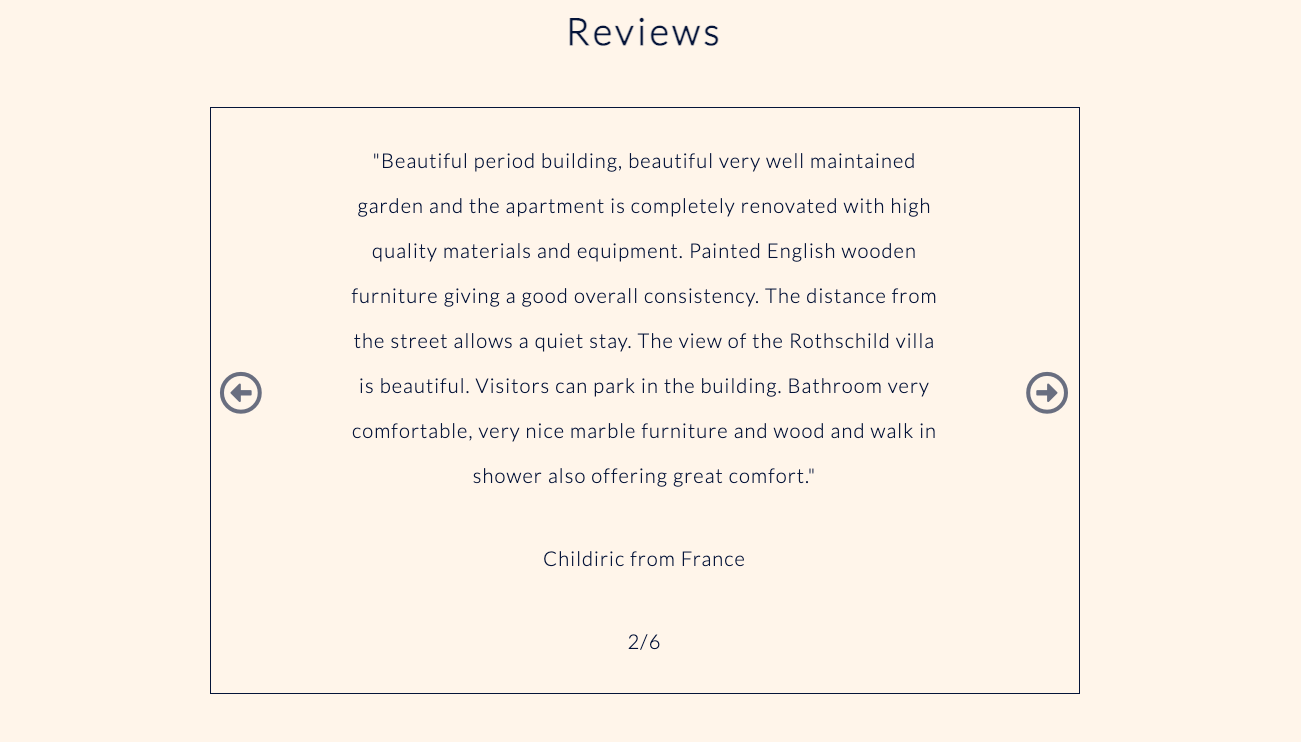 Reviews
"Beautiful period building, beautiful very well maintained
garden and the apartment is completely renovated with high
quality materials and equipment. Painted English wooden
furniture giving a good overall consistency. The distance from
the street allows a quiet stay. The view of the Rothschild villa
is beautiful. Visitors can park in the building. Bathroom very
comfortable, very nice marble furniture and wood and walk in
shower also offering great comfort."
Childiric from France
2/6